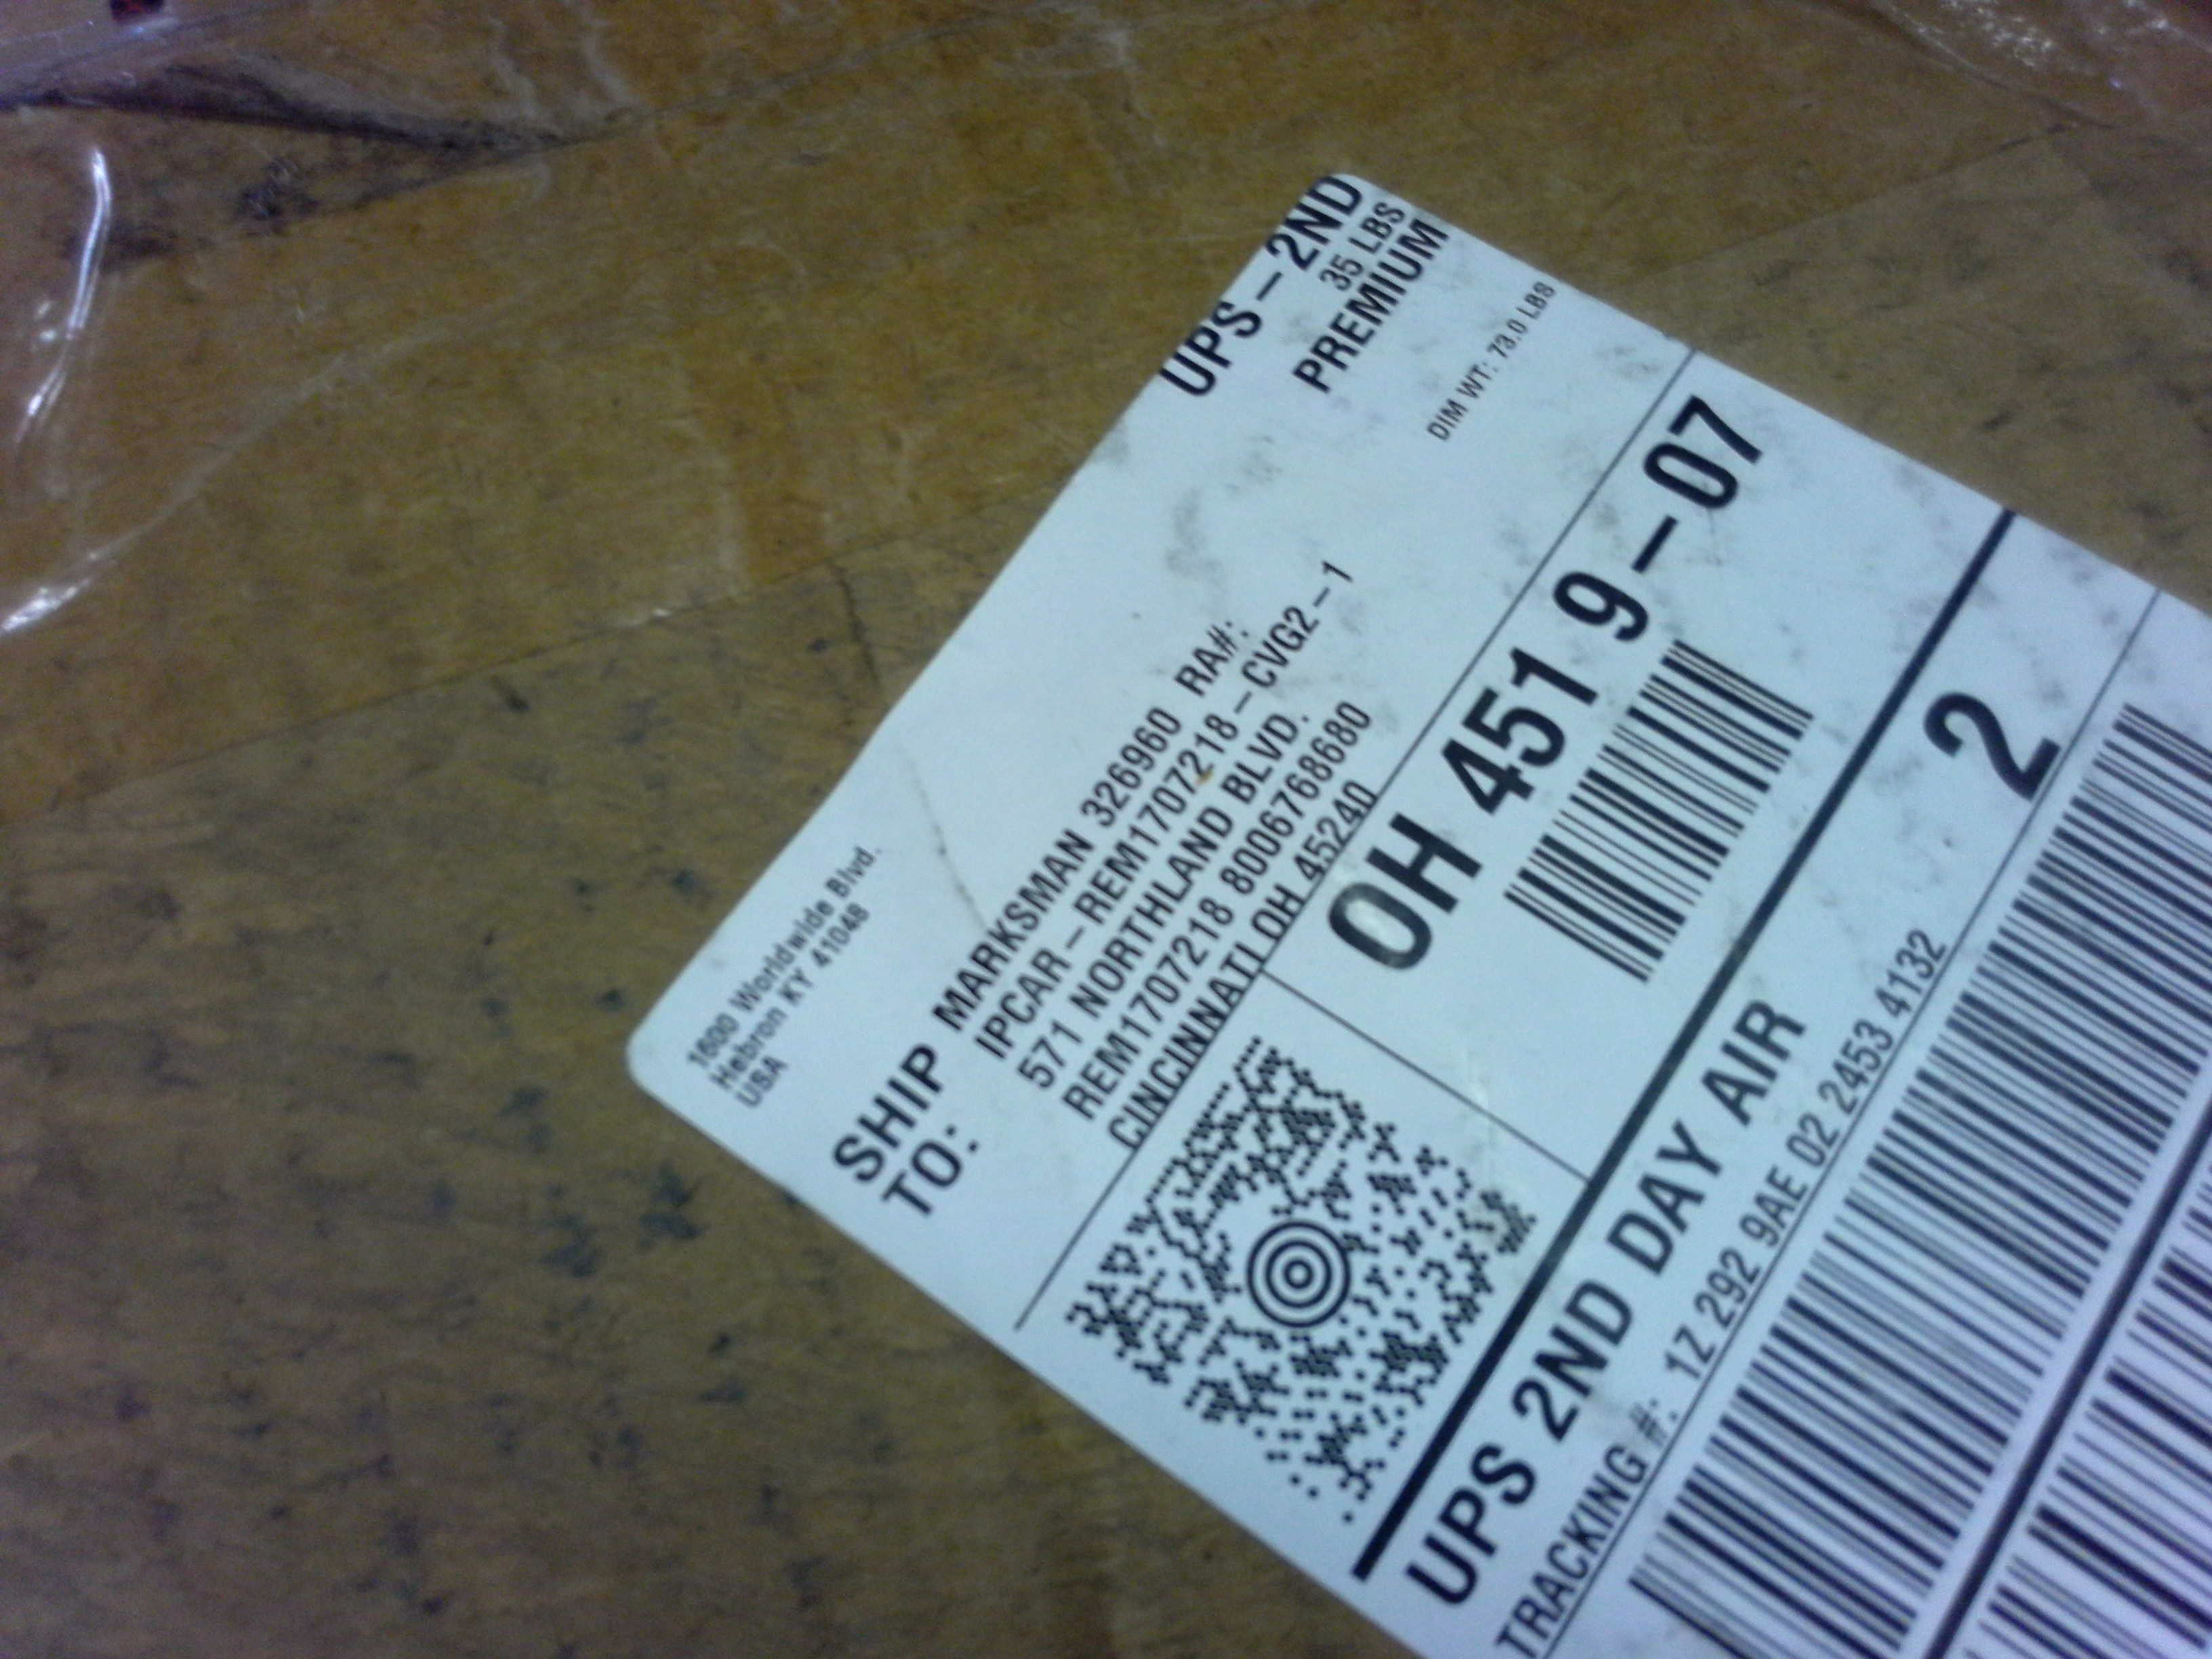 UPS-2ND
35 LBS
PREMIUM
DIM WT: 73.0 LBS
1600 Worldwide Blvd.
Hebron KY 41048
USA
SHIP
TO:
MARKSMAN 326960 RA#:
IPCAR-REM1707218-CVG2-1
571 NORTHLAND BLVD.
REM1707218 8006768680
CINCINNATI OH 45240
OH 451 9-07
UPS 2ND DAY AIR
2
TRACKING #: 1Z 292 9AE 02 2453 4132